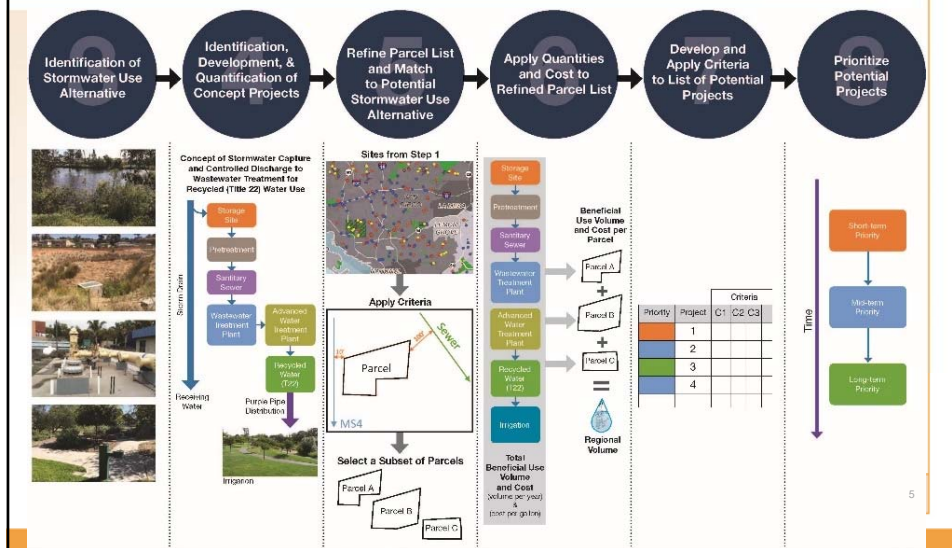 3
Identification of
Stormwater Use
Alternative
4
Identification,
Development, &
Quantification of
Concept Projects
5
Refine Parcel List
and Match
to Potential
Stormwater Use
Alternative
6
Apply Quantities
and Cost to
Refined Parcel List
7
Develop and
Apply Criteria
to List of Potential
Projects
8
Prioritize
Potential
Projects
Concept of Stormwater Capture
and Controlled Discharge to
Wastewater Treatment for
Recycled (Title 22) Water Use
Storm Drain
Storage
Site
Pretreatment
Sanitary
Sewer
Wastewater
Treatment
Plant
Advanced
Water
Treatment
Plant
Recycled
Water
(T22)
Receiving
Water
Purple Pipe
Distribution
Irrigation
Sites from Step 1
Apply Criteria
Parcel
Sewer
MS4
Select a Subset of Parcels
Parcel A
Parcel B
Parcel C
Storage
Site
Pretreatment
Sanitary
Sewer
Wastewater
Treatment
Plant
Advanced
Water
Treatment
Plant
Recycled
Water
(T22)
Irrigation
Total
Beneficial Use
Volume
and Cost
(volume per year)
&
(cost per gallon)
Beneficial
Use Volume
and Cost per
Parcel
Parcel A
+
Parcel B
+
Parcel C
=
Regional
Volume
Criteria
Priority Project C1 C2 C3
1
2
3
4
Time
Short-term
Priority
Mid-term
Priority
Long-term
Priority
5